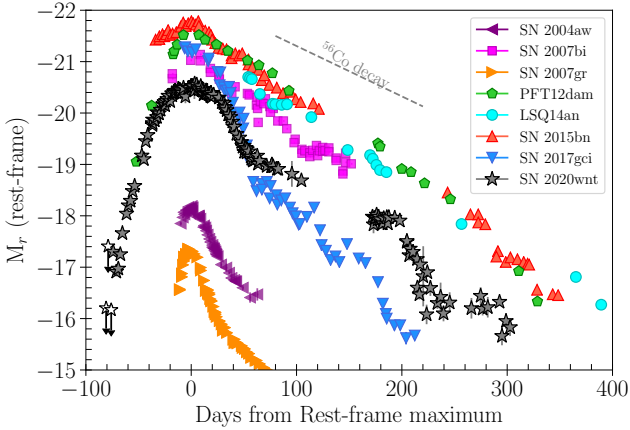 −22
−21
−20
−19
−18
−17
−16
−15
M_r (rest-frame)
⁵⁶Co decay
SN 2004aw
SN 2007bi
SN 2007gr
PFT12dam
LSQ14an
SN 2015bn
SN 2017gci
SN 2020wnt
−100 0 100 200 300 400
Days from Rest-frame maximum